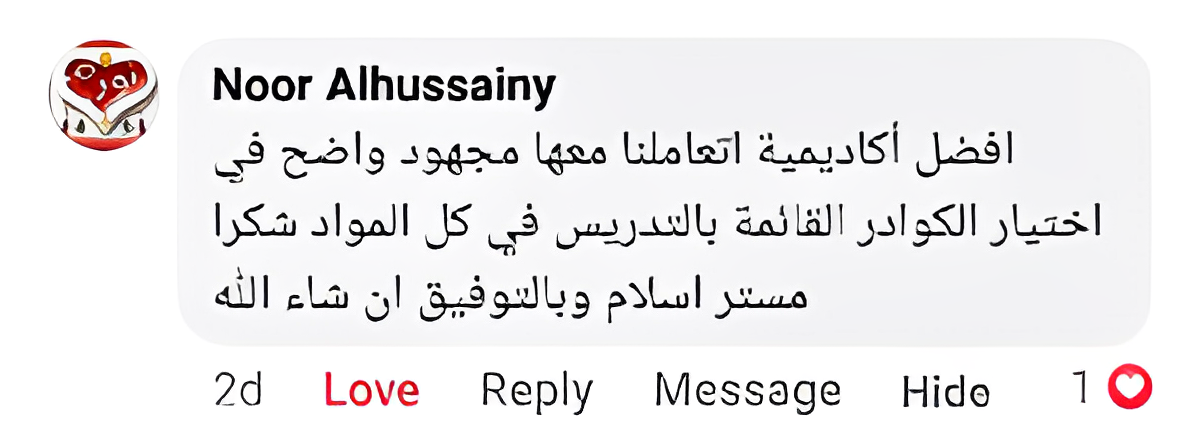 Noor Alhussainy
افضل أكاديمية اتعاملنا معها مجهود واضح في
اختيار الكوادر القائمة بالتدريس في كل المواد شكرا
مستر اسلام وبالتوفيق ان شاء الله
2d Love Reply Message Hide 1